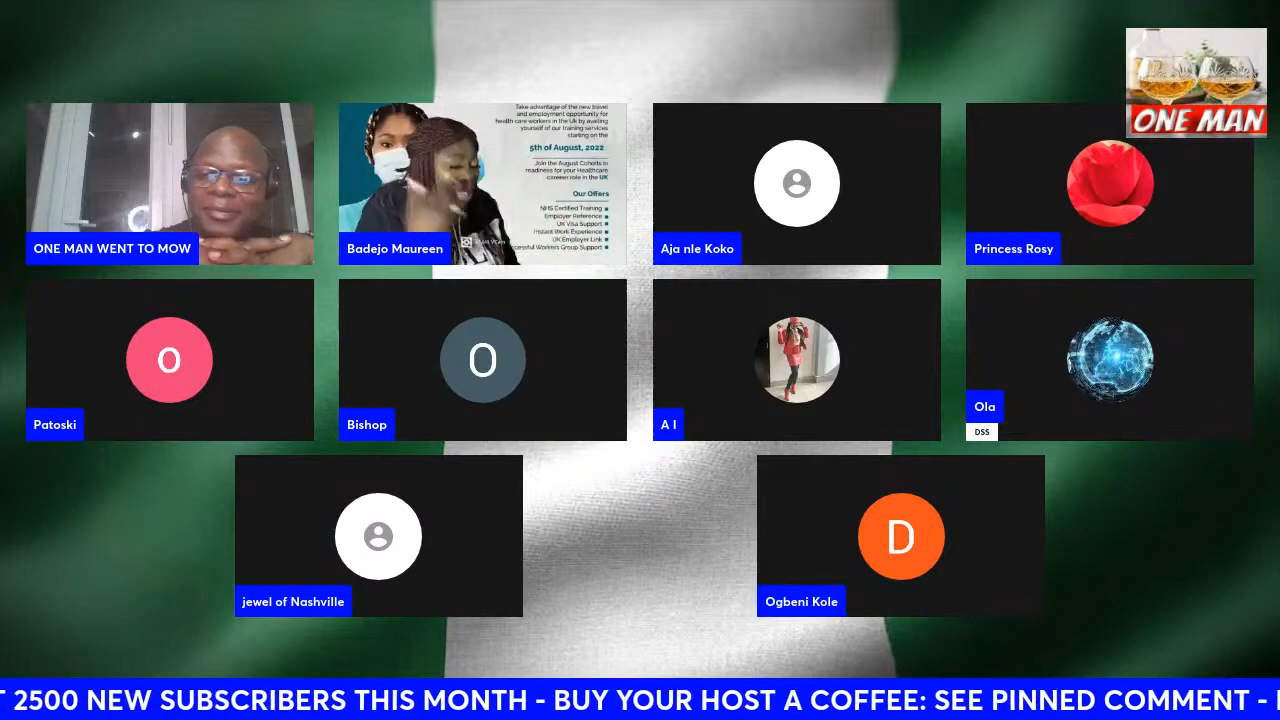 ONE MAN
ONE MAN WENT TO MOW
Take advantage of the new travel
and employment opportunity for
health care workers in the Uk by availing
yourself of our training services
starting on the
5th of August, 2022
Join the August Cohorts in
readiness for your Healthcare
careeer role in the UK
Our Offers
NHS Certified Training
Employer Reference
UK Visa Support
Instant Work Experience
UK Employer Link
Workers Group Support
Badejo Maureen
Aja nle Koko
Princess Rosy
O
Patoski
O
Bishop
A I
Ola
DSS
jewel of Nashville
D
Ogbeni Kole
2500 NEW SUBSCRIBERS THIS MONTH - BUY YOUR HOST A COFFEE: SEE PINNED COMMENT -